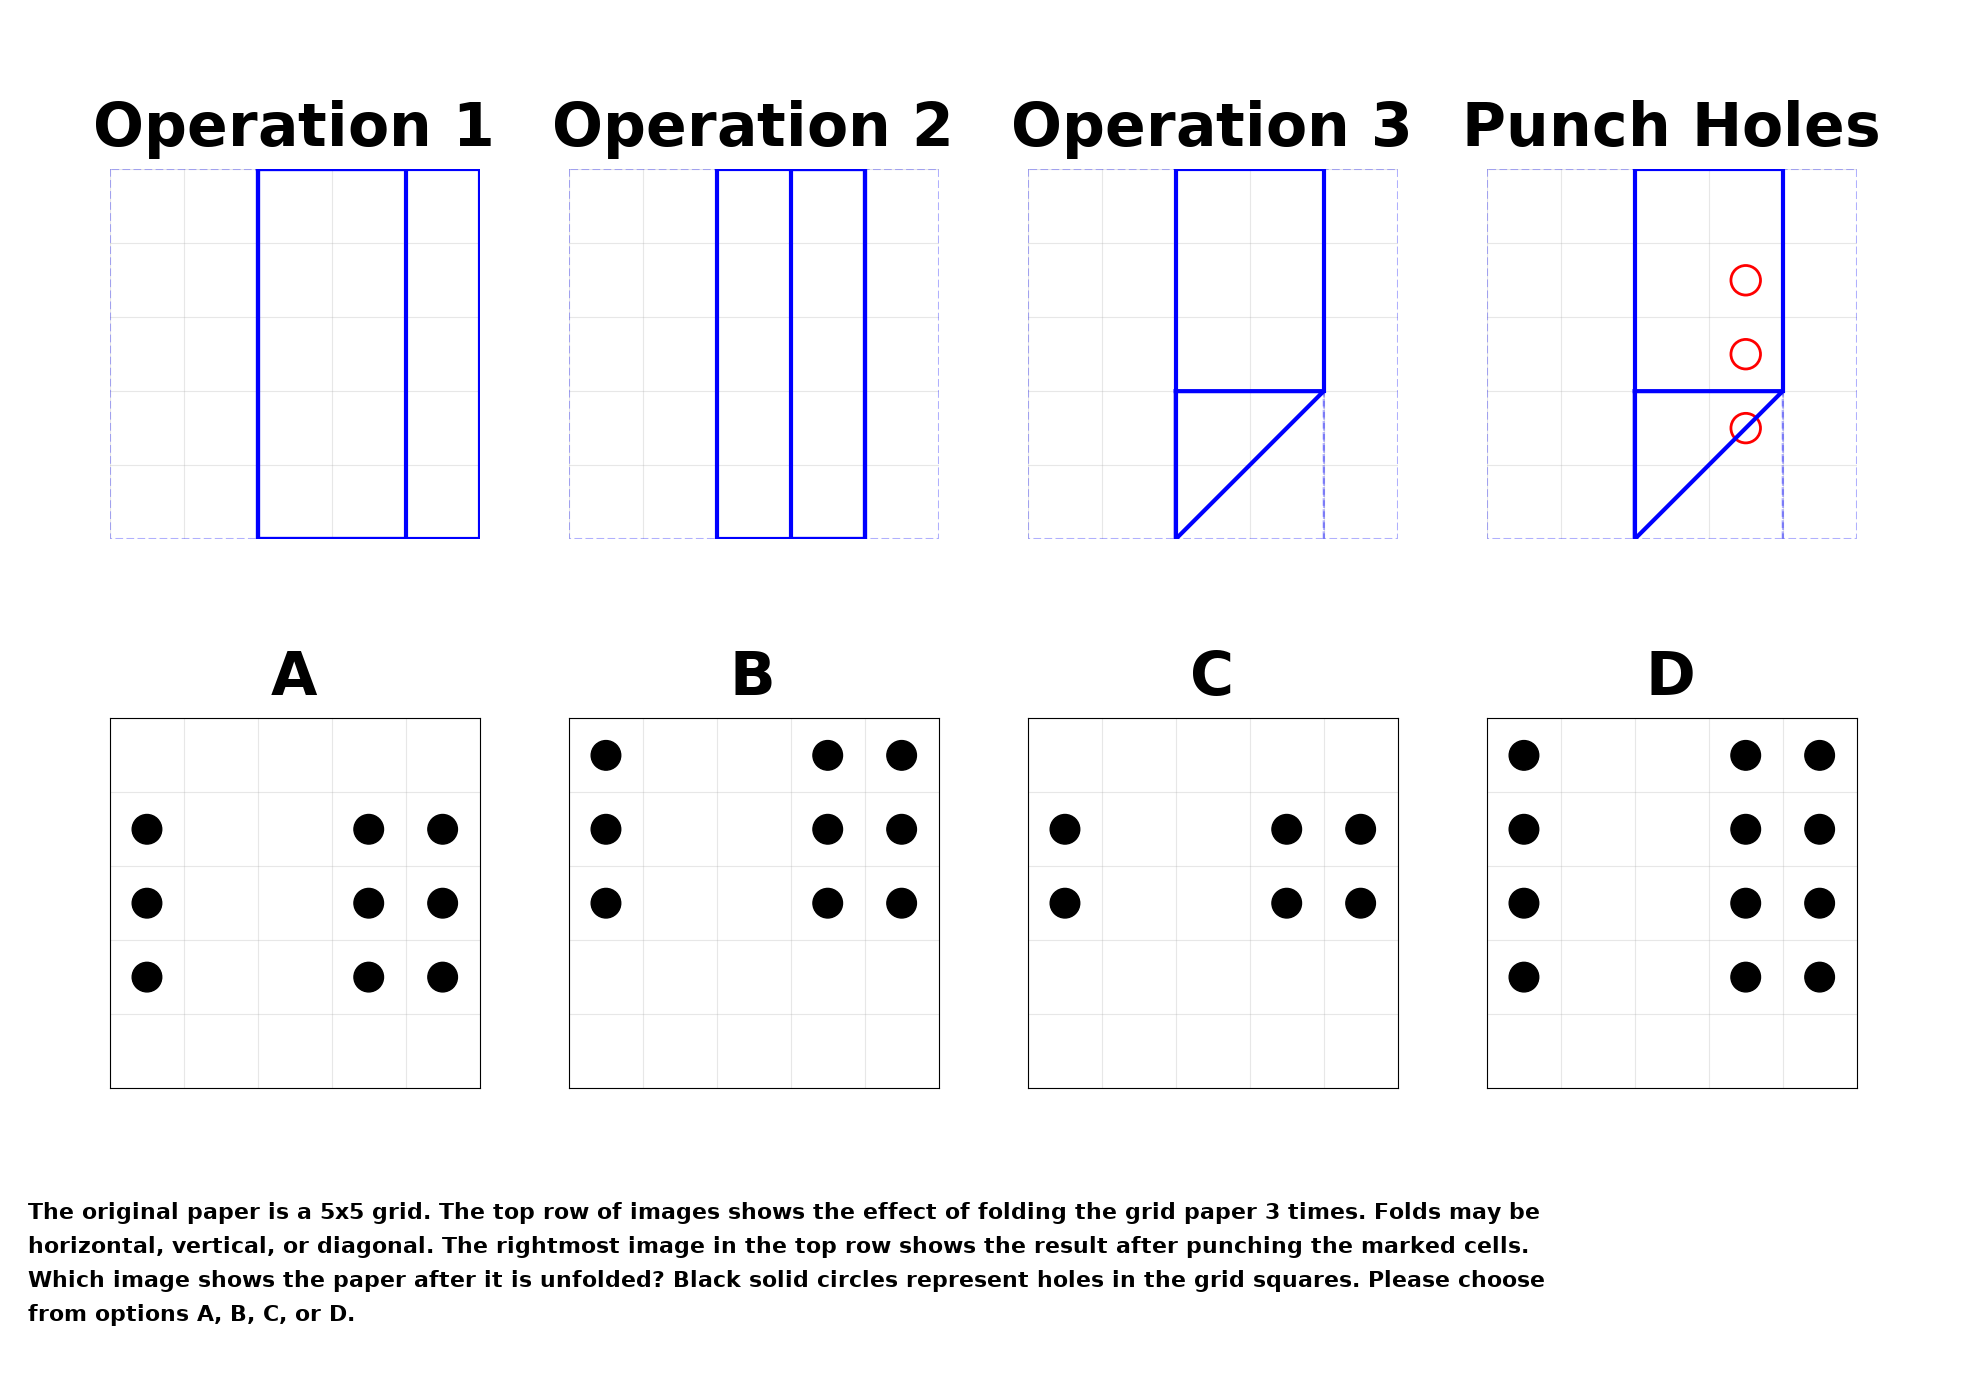 Operation 1 Operation 2 Operation 3 Punch Holes
A B C D
The original paper is a 5x5 grid. The top row of images shows the effect of folding the grid paper 3 times. Folds may be
horizontal, vertical, or diagonal. The rightmost image in the top row shows the result after punching the marked cells.
Which image shows the paper after it is unfolded? Black solid circles represent holes in the grid squares. Please choose
from options A, B, C, or D.